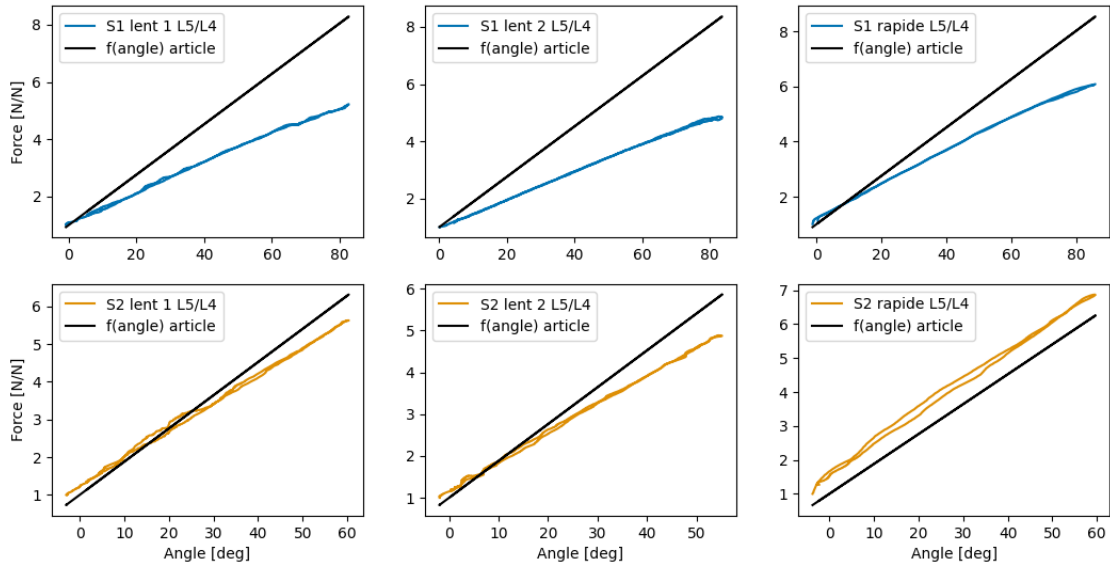 S1 lent 1 L5/L4
f(angle) article
Force [N/N]
8
6
4
2
0 20 40 60 80
S1 lent 2 L5/L4
f(angle) article
8
6
4
2
0 20 40 60 80
S1 rapide L5/L4
f(angle) article
8
6
4
2
0 20 40 60 80
S2 lent 1 L5/L4
f(angle) article
Force [N/N]
6
5
4
3
2
1
0 10 20 30 40 50 60
Angle [deg]
S2 lent 2 L5/L4
f(angle) article
6
5
4
3
2
1
0 10 20 30 40 50
Angle [deg]
S2 rapide L5/L4
f(angle) article
7
6
5
4
3
2
1
0 10 20 30 40 50 60
Angle [deg]